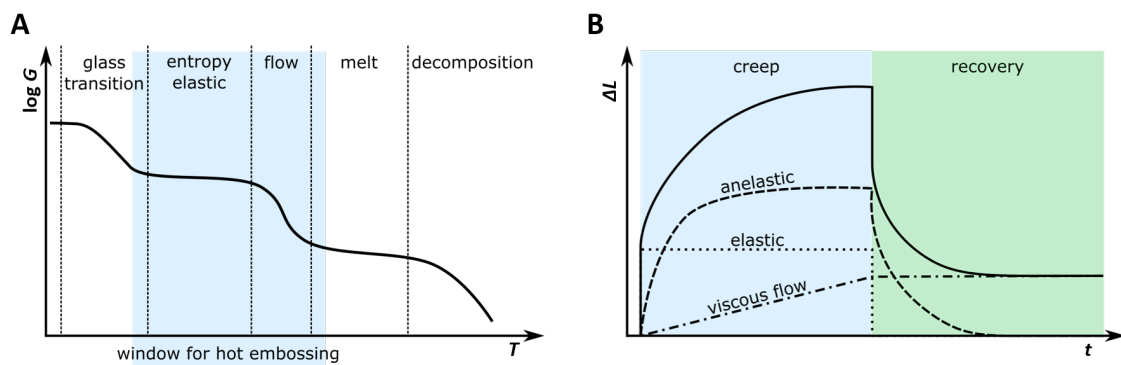 A
log G
glass
transition
entropy
elastic
flow
melt
decomposition
window for hot embossing
T
B
ΔL
creep
recovery
anelastic
elastic
viscous flow
t